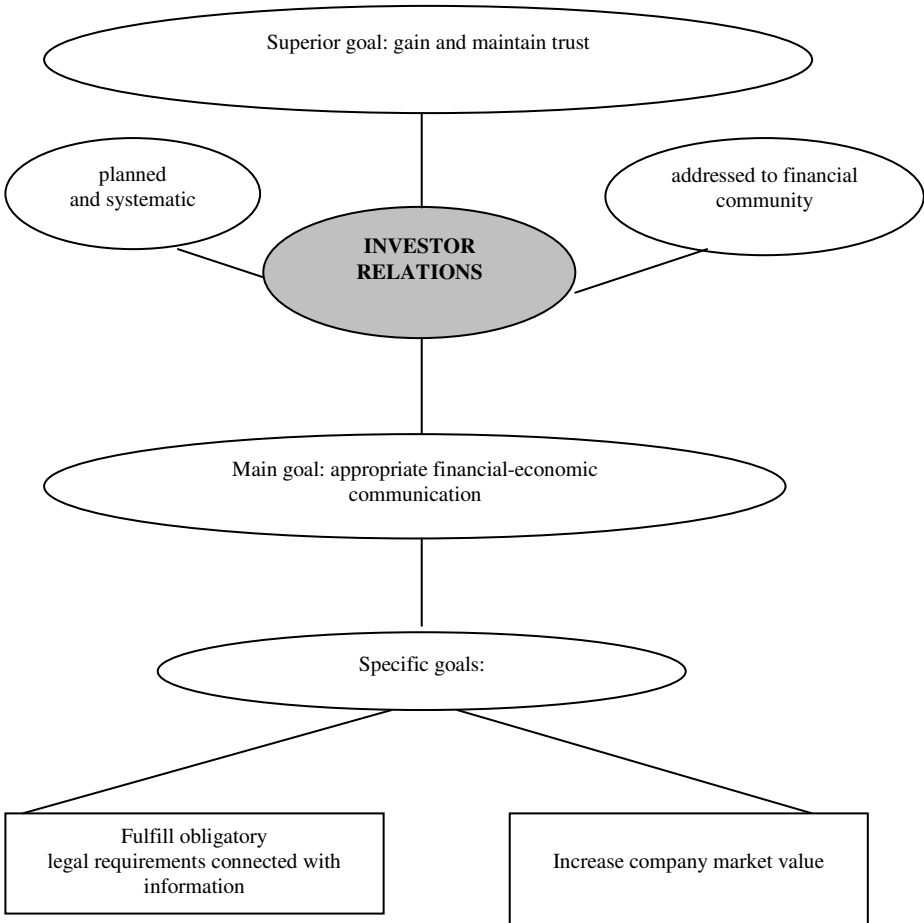 Superior goal: gain and maintain trust
planned
and systematic
addressed to financial
community
INVESTOR
RELATIONS
Main goal: appropriate financial-economic
communication
Specific goals:
Fulfill obligatory
legal requirements connected with
information
Increase company market value